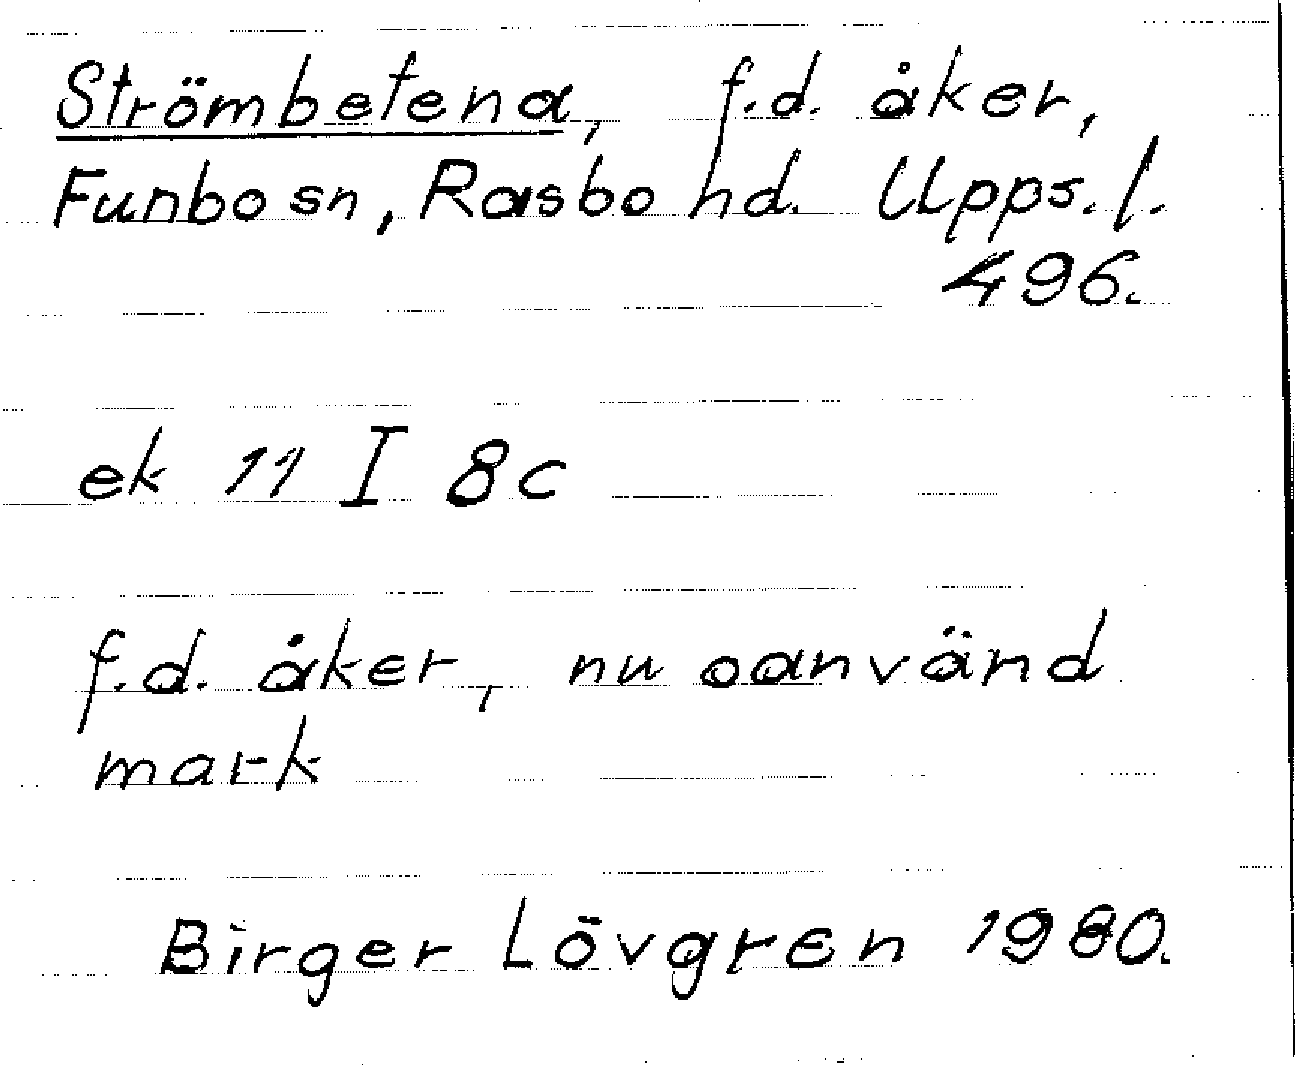 Strömbetena, f.d. åker,
Funbo sn, Rasbo hd. Upps. l.
496.
ek 11 I 8c
f.d. åker, nu oanvänd
mark
Birger Lövgren 1980.